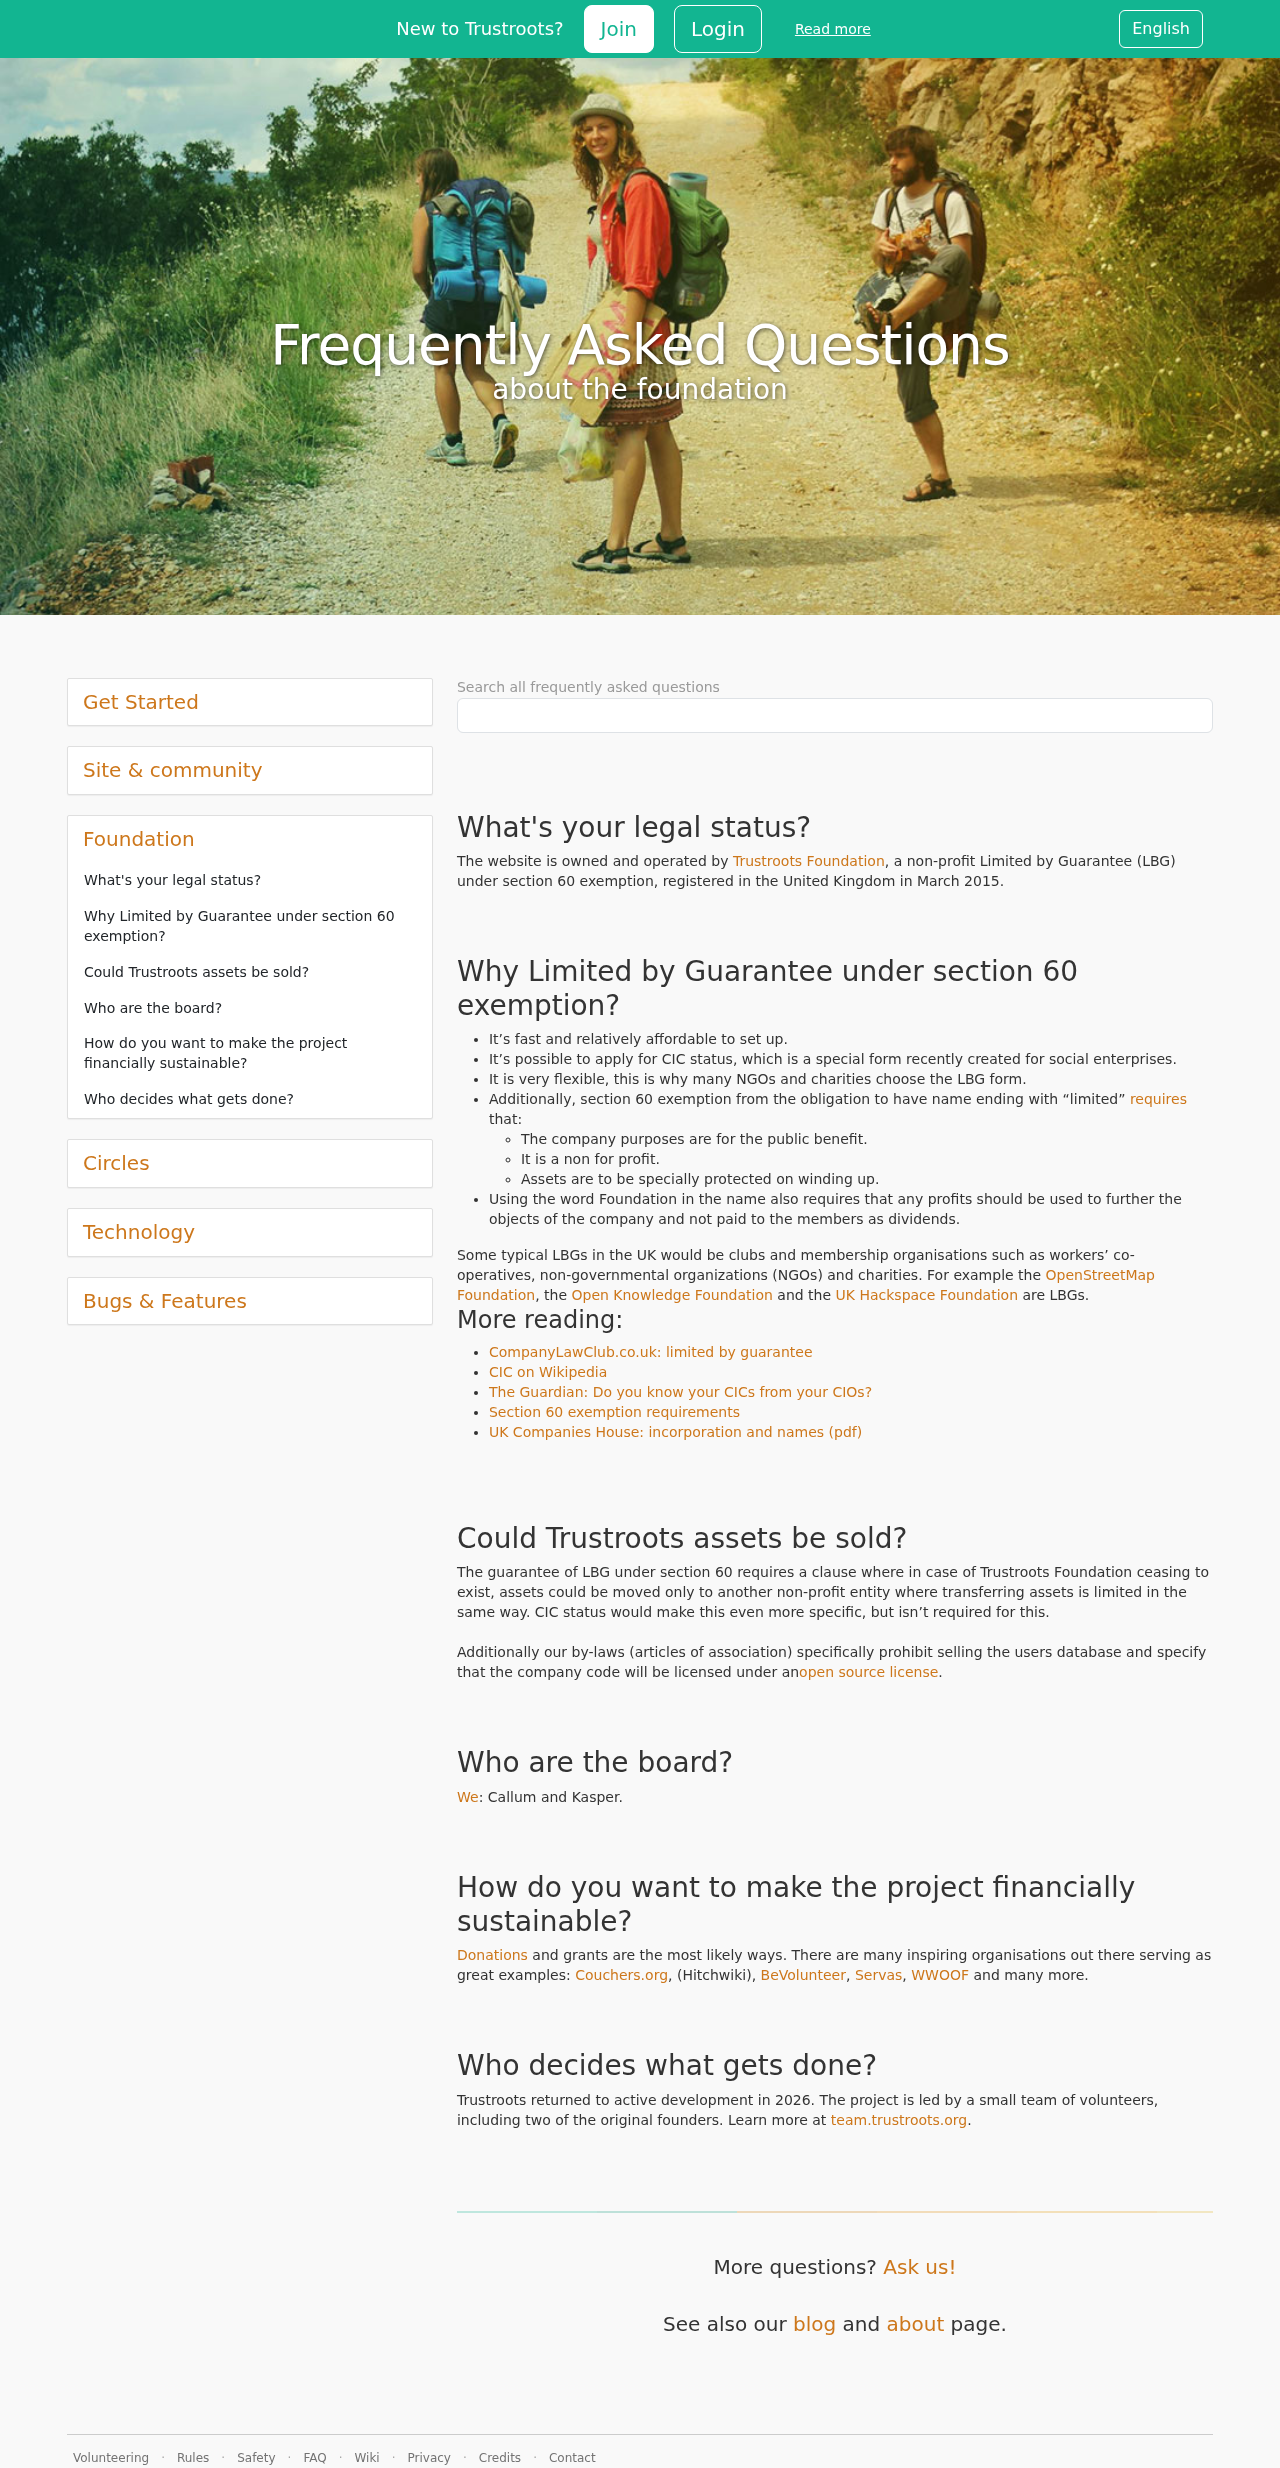 New to Trustroots? Join Login Read more English
Frequently Asked Questions
about the foundation
Get Started
Site & community
Foundation
What's your legal status?
Why Limited by Guarantee under section 60
exemption?
Could Trustroots assets be sold?
Who are the board?
How do you want to make the project
financially sustainable?
Who decides what gets done?
Circles
Technology
Bugs & Features
Search all frequently asked questions
What's your legal status?
The website is owned and operated by Trustroots Foundation, a non-profit Limited by Guarantee (LBG)
under section 60 exemption, registered in the United Kingdom in March 2015.
Why Limited by Guarantee under section 60
exemption?
• It’s fast and relatively affordable to set up.
• It’s possible to apply for CIC status, which is a special form recently created for social enterprises.
• It is very flexible, this is why many NGOs and charities choose the LBG form.
• Additionally, section 60 exemption from the obligation to have name ending with “limited” requires
that:
◦ The company purposes are for the public benefit.
◦ It is a non for profit.
◦ Assets are to be specially protected on winding up.
• Using the word Foundation in the name also requires that any profits should be used to further the
objects of the company and not paid to the members as dividends.
Some typical LBGs in the UK would be clubs and membership organisations such as workers’ co-
operatives, non-governmental organizations (NGOs) and charities. For example the OpenStreetMap
Foundation, the Open Knowledge Foundation and the UK Hackspace Foundation are LBGs.
More reading:
• CompanyLawClub.co.uk: limited by guarantee
• CIC on Wikipedia
• The Guardian: Do you know your CICs from your CIOs?
• Section 60 exemption requirements
• UK Companies House: incorporation and names (pdf)
Could Trustroots assets be sold?
The guarantee of LBG under section 60 requires a clause where in case of Trustroots Foundation ceasing to
exist, assets could be moved only to another non-profit entity where transferring assets is limited in the
same way. CIC status would make this even more specific, but isn’t required for this.
Additionally our by-laws (articles of association) specifically prohibit selling the users database and specify
that the company code will be licensed under anopen source license.
Who are the board?
We: Callum and Kasper.
How do you want to make the project financially
sustainable?
Donations and grants are the most likely ways. There are many inspiring organisations out there serving as
great examples: Couchers.org, (Hitchwiki), BeVolunteer, Servas, WWOOF and many more.
Who decides what gets done?
Trustroots returned to active development in 2026. The project is led by a small team of volunteers,
including two of the original founders. Learn more at team.trustroots.org.
More questions? Ask us!
See also our blog and about page.
Volunteering · Rules · Safety · FAQ · Wiki · Privacy · Credits · Contact